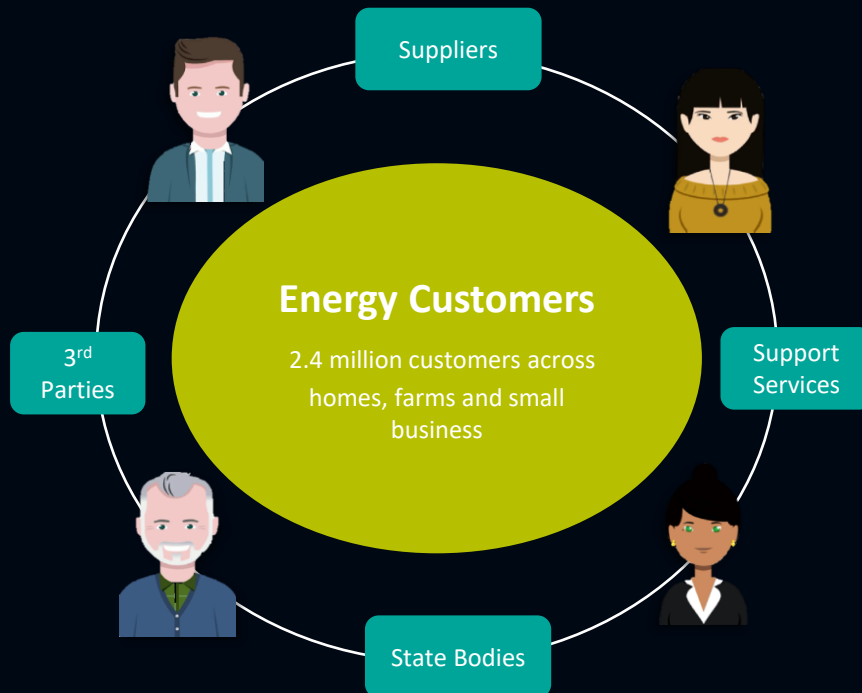 Suppliers
Energy Customers
2.4 million customers across
homes, farms and small
business
3rd
Parties
Support
Services
State Bodies